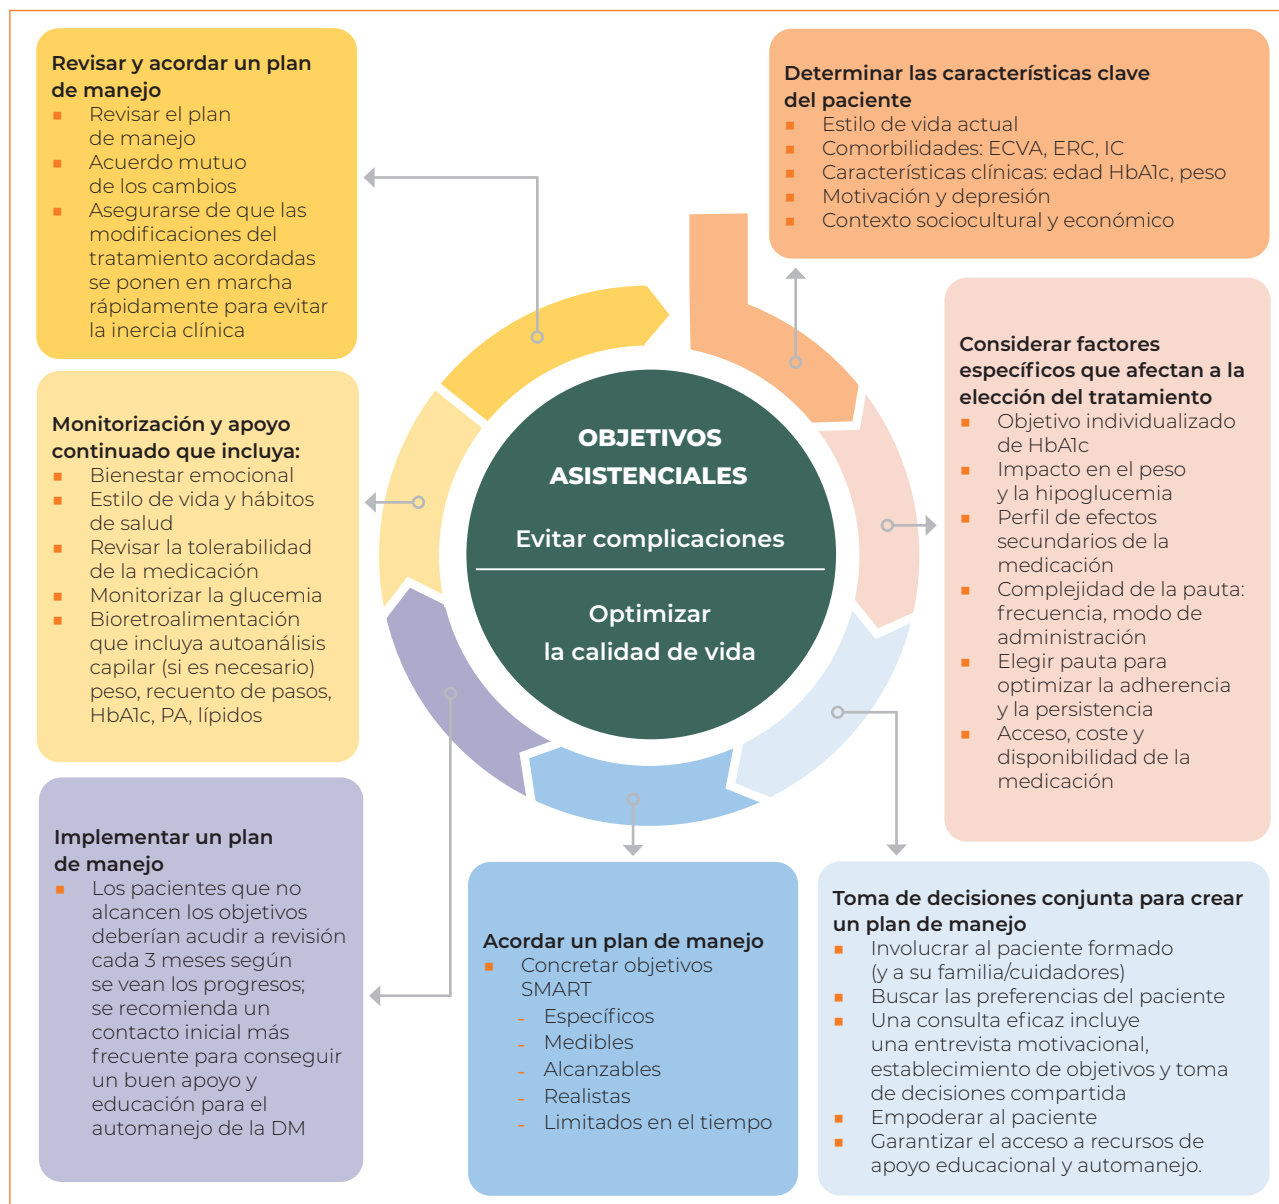 Revisar y acordar un plan
de manejo
▪ Revisar el plan
de manejo
▪ Acuerdo mutuo
de los cambios
▪ Asegurarse de que las
modificaciones del
tratamiento acordadas
se ponen en marcha
rápidamente para evitar
la inercia clínica
Determinar las características clave
del paciente
▪ Estilo de vida actual
▪ Comorbilidades: ECVA, ERC, IC
▪ Características clínicas: edad HbA1c, peso
▪ Motivación y depresión
▪ Contexto sociocultural y económico
Considerar factores
específicos que afectan a la
elección del tratamiento
▪ Objetivo individualizado
de HbA1c
▪ Impacto en el peso
y la hipoglucemia
▪ Perfil de efectos
secundarios de la
medicación
▪ Complejidad de la pauta:
frecuencia, modo de
administración
▪ Elegir pauta para
optimizar la adherencia
y la persistencia
▪ Acceso, coste y
disponibilidad de la
medicación
OBJETIVOS
ASISTENCIALES
Evitar complicaciones
Optimizar
la calidad de vida
Monitorización y apoyo
continuado que incluya:
▪ Bienestar emocional
▪ Estilo de vida y hábitos
de salud
▪ Revisar la tolerabilidad
de la medicación
▪ Monitorizar la glucemia
▪ Bioretroalimentación
que incluya autoanálisis
capilar (si es necesario)
peso, recuento de pasos,
HbA1c, PA, lípidos
Implementar un plan
de manejo
▪ Los pacientes que no
alcancen los objetivos
deberían acudir a revisión
cada 3 meses según
se vean los progresos;
se recomienda un
contacto inicial más
frecuente para conseguir
un buen apoyo y
educación para el
automanejo de la DM
Acordar un plan de manejo
▪ Concretar objetivos
SMART
- Específicos
- Medibles
- Alcanzables
- Realistas
- Limitados en el tiempo
Toma de decisiones conjunta para crear
un plan de manejo
▪ Involucrar al paciente formado
(y a su familia/cuidadores)
▪ Buscar las preferencias del paciente
▪ Una consulta eficaz incluye
una entrevista motivacional,
establecimiento de objetivos y toma
de decisiones compartida
▪ Empoderar al paciente
▪ Garantizar el acceso a recursos de
apoyo educacional y automanejo.